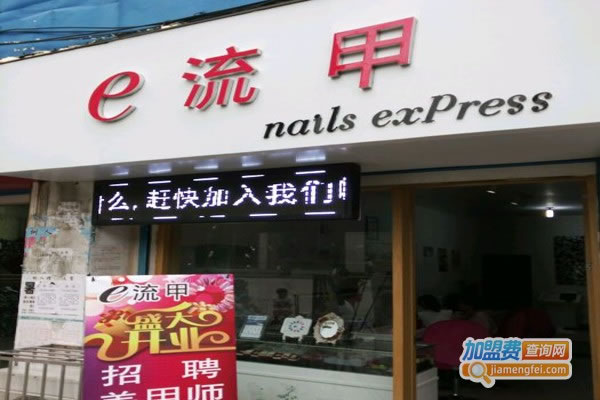 e 流 甲
nails exPress
什么,赶快加入我们
e流甲
盛大
开业
招 聘
美甲师
加盟费查询网
jiamengfei.com